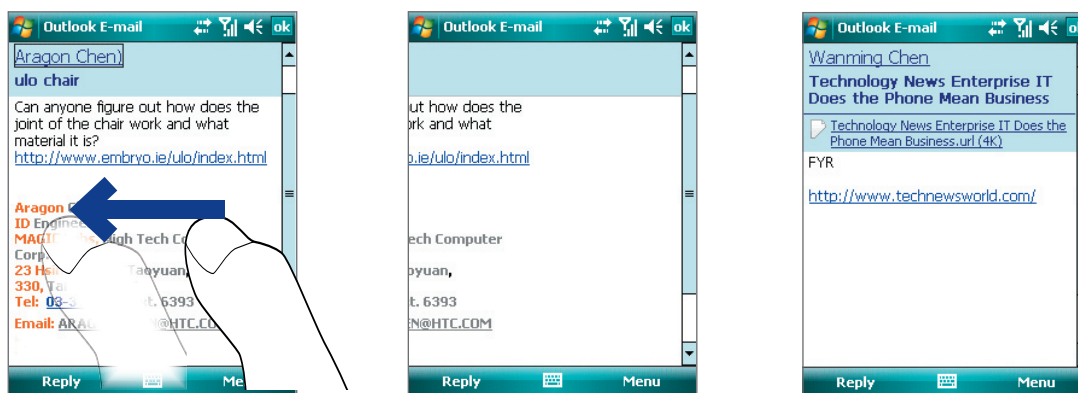 Outlook E-mail
ok
Aragon Chen)
ulo chair
Can anyone figure out how does the
joint of the chair work and what
material it is?
http://www.embryo.ie/ulo/index.html
Aragon
ID Engine
High Tech Co
Corp.
23 Taoyuan,
330,
Tel: 03-3 t. 6393
Email: ARA @HTC.CO
Reply Me
Outlook E-mail
ok
ut how does the
ork and what
o.ie/ulo/index.html
ech Computer
oyuan,
t. 6393
EN@HTC.COM
Reply Menu
Outlook E-mail
Wanming Chen
Technology News Enterprise IT
Does the Phone Mean Business
Technology News Enterprise IT Does the
Phone Mean Business.url (4K)
FYR
http://www.technewsworld.com/
Reply Menu